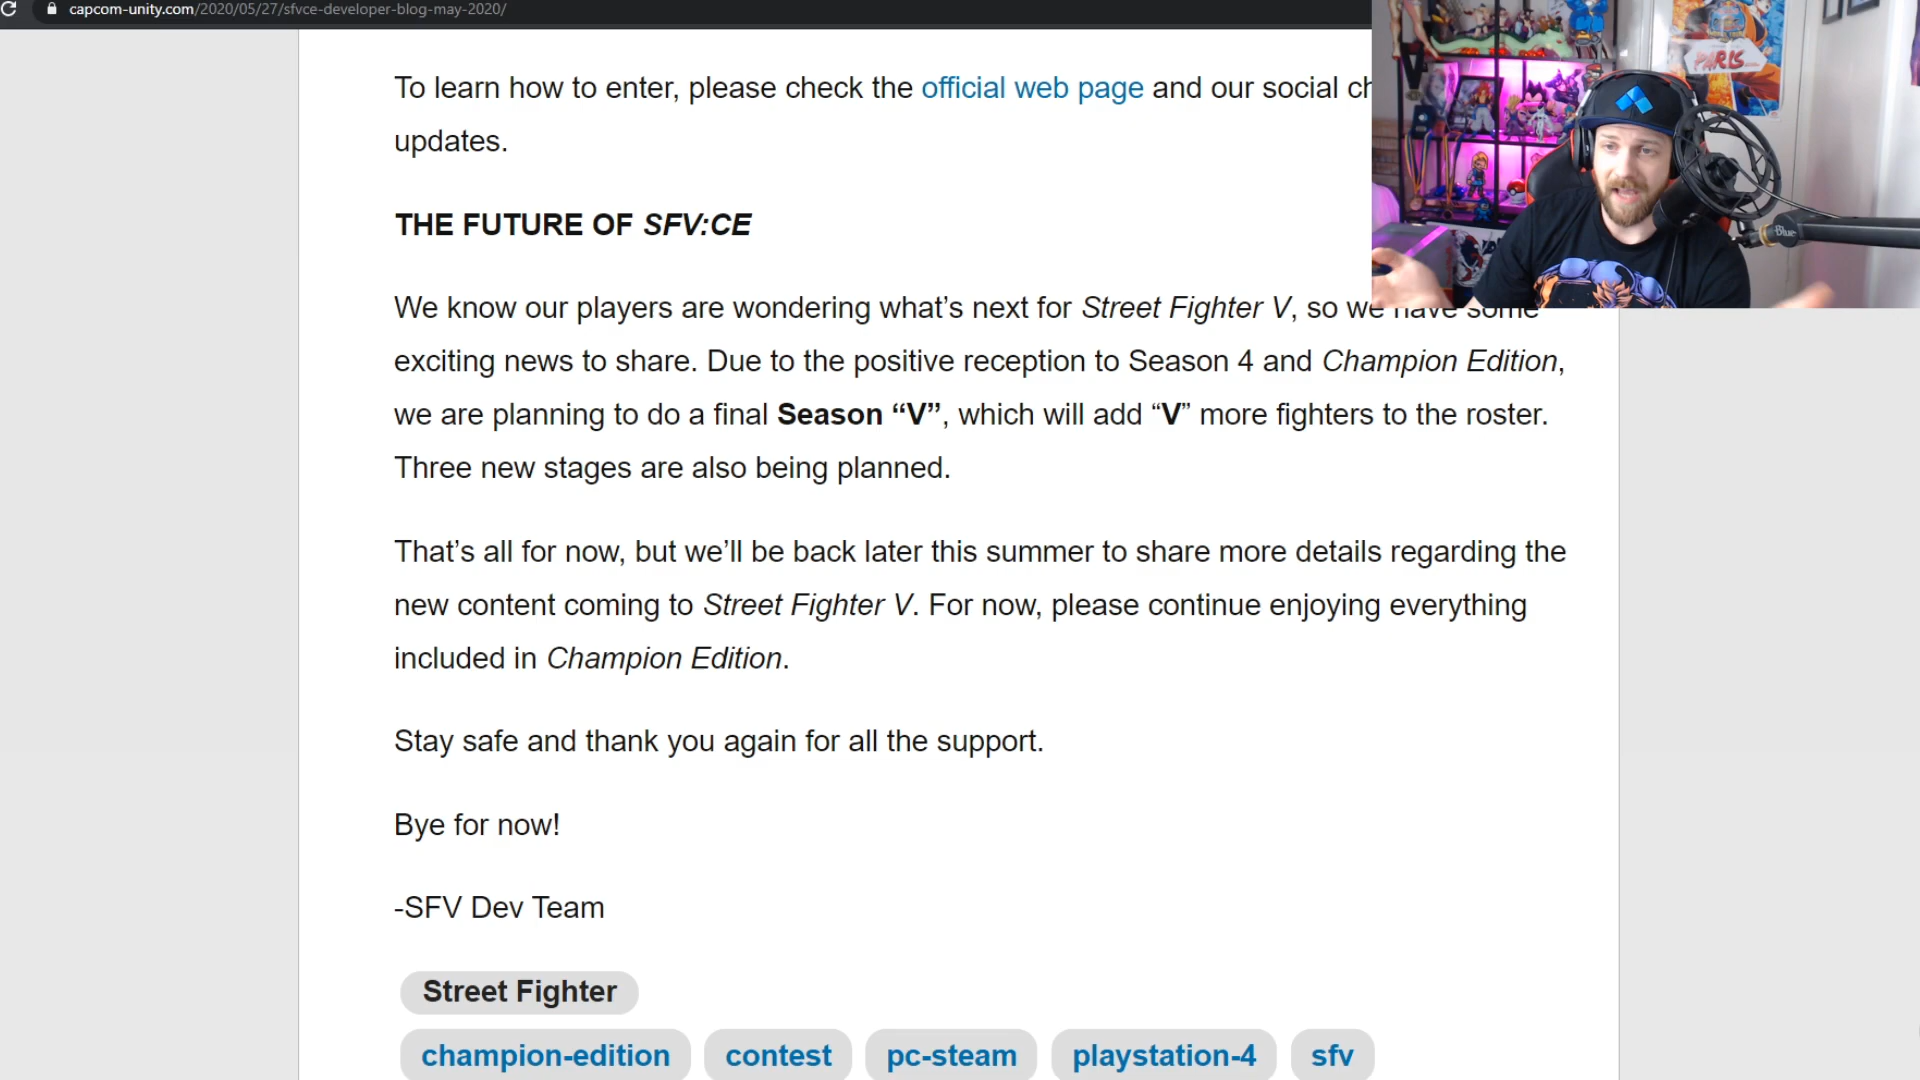 capcom-unity.com/2020/05/27/sfvce-developer-blog-may-2020/
To learn how to enter, please check the official web page and our social
updates.
THE FUTURE OF SFV:CE
We know our players are wondering what’s next for Street Fighter V, so we have some
exciting news to share. Due to the positive reception to Season 4 and Champion Edition,
we are planning to do a final Season “V”, which will add “V” more fighters to the roster.
Three new stages are also being planned.
That’s all for now, but we’ll be back later this summer to share more details regarding the
new content coming to Street Fighter V. For now, please continue enjoying everything
included in Champion Edition.
Stay safe and thank you again for all the support.
Bye for now!
-SFV Dev Team
Street Fighter
champion-edition contest pc-steam playstation-4 sfv
PARIS
Blue